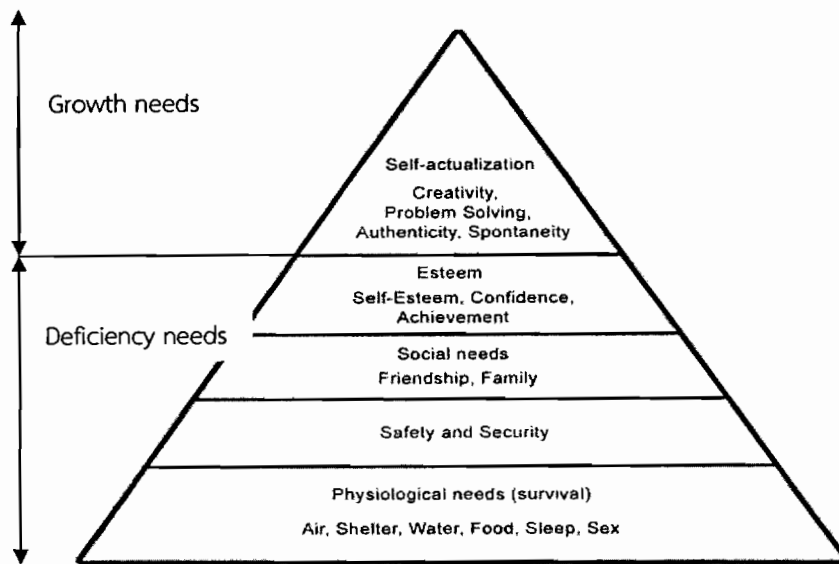 Growth needs
Self-actualization
Creativity,
Problem Solving,
Authenticity, Spontaneity
Esteem
Self-Esteem, Confidence,
Achievement
Deficiency needs
Social needs
Friendship, Family
Safety and Security
Physiological needs (survival)
Air, Shelter, Water, Food, Sleep, Sex